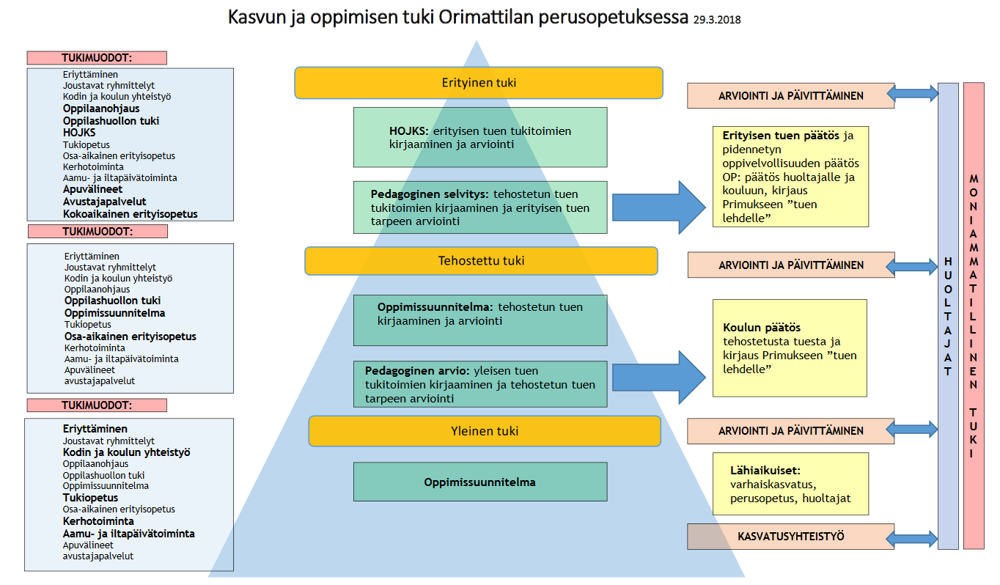 Kasvun ja oppimisen tuki Orimattilan perusopetuksessa 29.3.2018
TUKIMUODOT:
Eriyttäminen
Joustavat ryhmittelyt
Kodin ja koulun yhteistyö
Oppilaanohjaus
Oppilashuollon tuki
HOJKS
Tukiopetus
Osa-aikainen erityisopetus
Kerhotoiminta
Aamu- ja iltapäivätoiminta
Apuvälineet
Avustajapalvelut
Kokoaikainen erityisopetus
TUKIMUODOT:
Eriyttäminen
Joustavat ryhmittelyt
Kodin ja koulun yhteistyö
Oppilaanohjaus
Oppilashuollon tuki
Oppimissuunnitelma
Tukiopetus
Osa-aikainen erityisopetus
Kerhotoiminta
Aamu- ja iltapäivätoiminta
Apuvälineet
avustajapalvelut
TUKIMUODOT:
Eriyttäminen
Joustavat ryhmittelyt
Kodin ja koulun yhteistyö
Oppilaanohjaus
Oppilashuollon tuki
Oppimissuunnitelma
Tukiopetus
Osa-aikainen erityisopetus
Kerhotoiminta
Aamu- ja iltapäivätoiminta
Apuvälineet
avustajapalvelut
Erityinen tuki
HOJKS: erityisen tuen tukitoimien
kirjaaminen ja arviointi
Pedagoginen selvitys: tehostetun tuen
tukitoimien kirjaaminen ja erityisen tuen
tarpeen arviointi
Tehostettu tuki
Oppimissuunnitelma: tehostetun tuen
kirjaaminen ja arviointi
Pedagoginen arvio: yleisen tuen
tukitoimien kirjaaminen ja tehostetun tuen
tarpeen arviointi
Yleinen tuki
Oppimissuunnitelma
ARVIOINTI JA PÄIVITTÄMINEN
Erityisen tuen päätös ja
pidennetyn
oppivelvollisuuden päätös
OP: päätös huoltajalle ja
kouluun, kirjaus
Primukseen ”tuen
lehdelle”
ARVIOINTI JA PÄIVITTÄMINEN
Koulun päätös
tehostetusta tuesta ja
kirjaus Primukseen ”tuen
lehdelle”
ARVIOINTI JA PÄIVITTÄMINEN
Lähiaikuiset:
varhaiskasvatus,
perusopetus, huoltajat
KASVATUSYHTEISTYÖ
HUOLTAJAT
MONIAMMATILLINEN TUKI